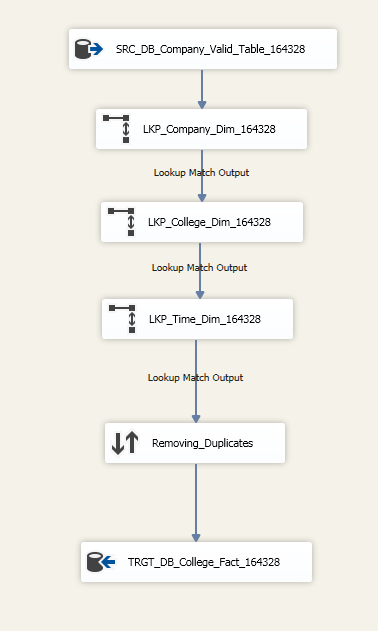 SRC_DB_Company_Valid_Table_164328
LKP_Company_Dim_164328
Lookup Match Output
LKP_College_Dim_164328
Lookup Match Output
LKP_Time_Dim_164328
Lookup Match Output
Removing_Duplicates
TRGT_DB_College_Fact_164328